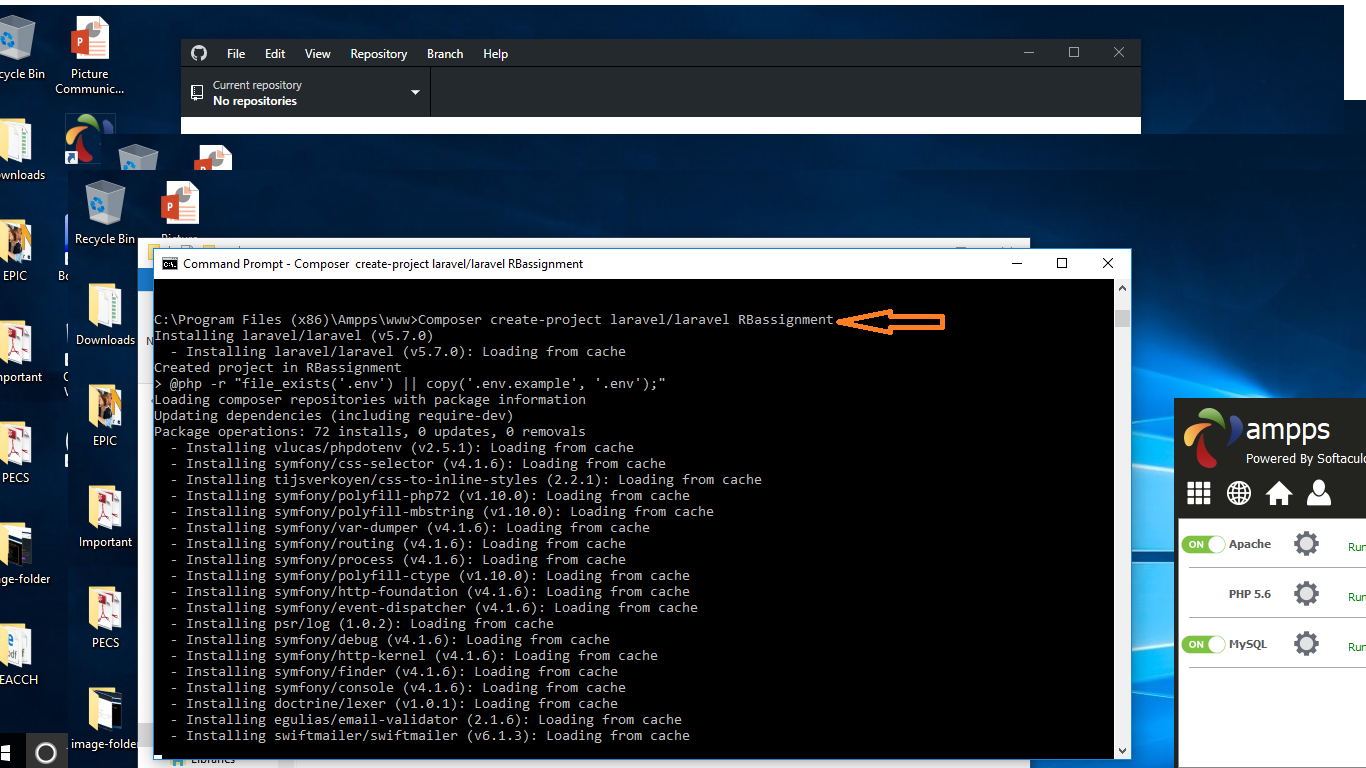 cycle Bin
Picture
Communic...
File Edit View Repository Branch Help
Current repository
No repositories
wnloads
EPIC
Bo
portant
PECS
ge-folder
EACCH
Recycle Bin
Downloads
EPIC
Important
PECS
image-folder
Command Prompt - Composer  create-project laravel/laravel RBassignment
C:\Program Files (x86)\Ampps\www>Composer create-project laravel/laravel RBassignment
Installing laravel/laravel (v5.7.0)
  - Installing laravel/laravel (v5.7.0): Loading from cache
Created project in RBassignment
> @php -r "file_exists('.env') || copy('.env.example', '.env');"
Loading composer repositories with package information
Updating dependencies (including require-dev)
Package operations: 72 installs, 0 updates, 0 removals
  - Installing vlucas/phpdotenv (v2.5.1): Loading from cache
  - Installing symfony/css-selector (v4.1.6): Loading from cache
  - Installing tijsverkoyen/css-to-inline-styles (2.2.1): Loading from cache
  - Installing symfony/polyfill-php72 (v1.10.0): Loading from cache
  - Installing symfony/polyfill-mbstring (v1.10.0): Loading from cache
  - Installing symfony/var-dumper (v4.1.6): Loading from cache
  - Installing symfony/routing (v4.1.6): Loading from cache
  - Installing symfony/process (v4.1.6): Loading from cache
  - Installing symfony/polyfill-ctype (v1.10.0): Loading from cache
  - Installing symfony/http-foundation (v4.1.6): Loading from cache
  - Installing symfony/event-dispatcher (v4.1.6): Loading from cache
  - Installing psr/log (1.0.2): Loading from cache
  - Installing symfony/debug (v4.1.6): Loading from cache
  - Installing symfony/http-kernel (v4.1.6): Loading from cache
  - Installing symfony/finder (v4.1.6): Loading from cache
  - Installing symfony/console (v4.1.6): Loading from cache
  - Installing doctrine/lexer (v1.0.1): Loading from cache
  - Installing egulias/email-validator (2.1.6): Loading from cache
  - Installing swiftmailer/swiftmailer (v6.1.3): Loading from cache
Libraries
ampps
Powered By Softacul
ON Apache Run
PHP 5.6 Run
ON MySQL Run